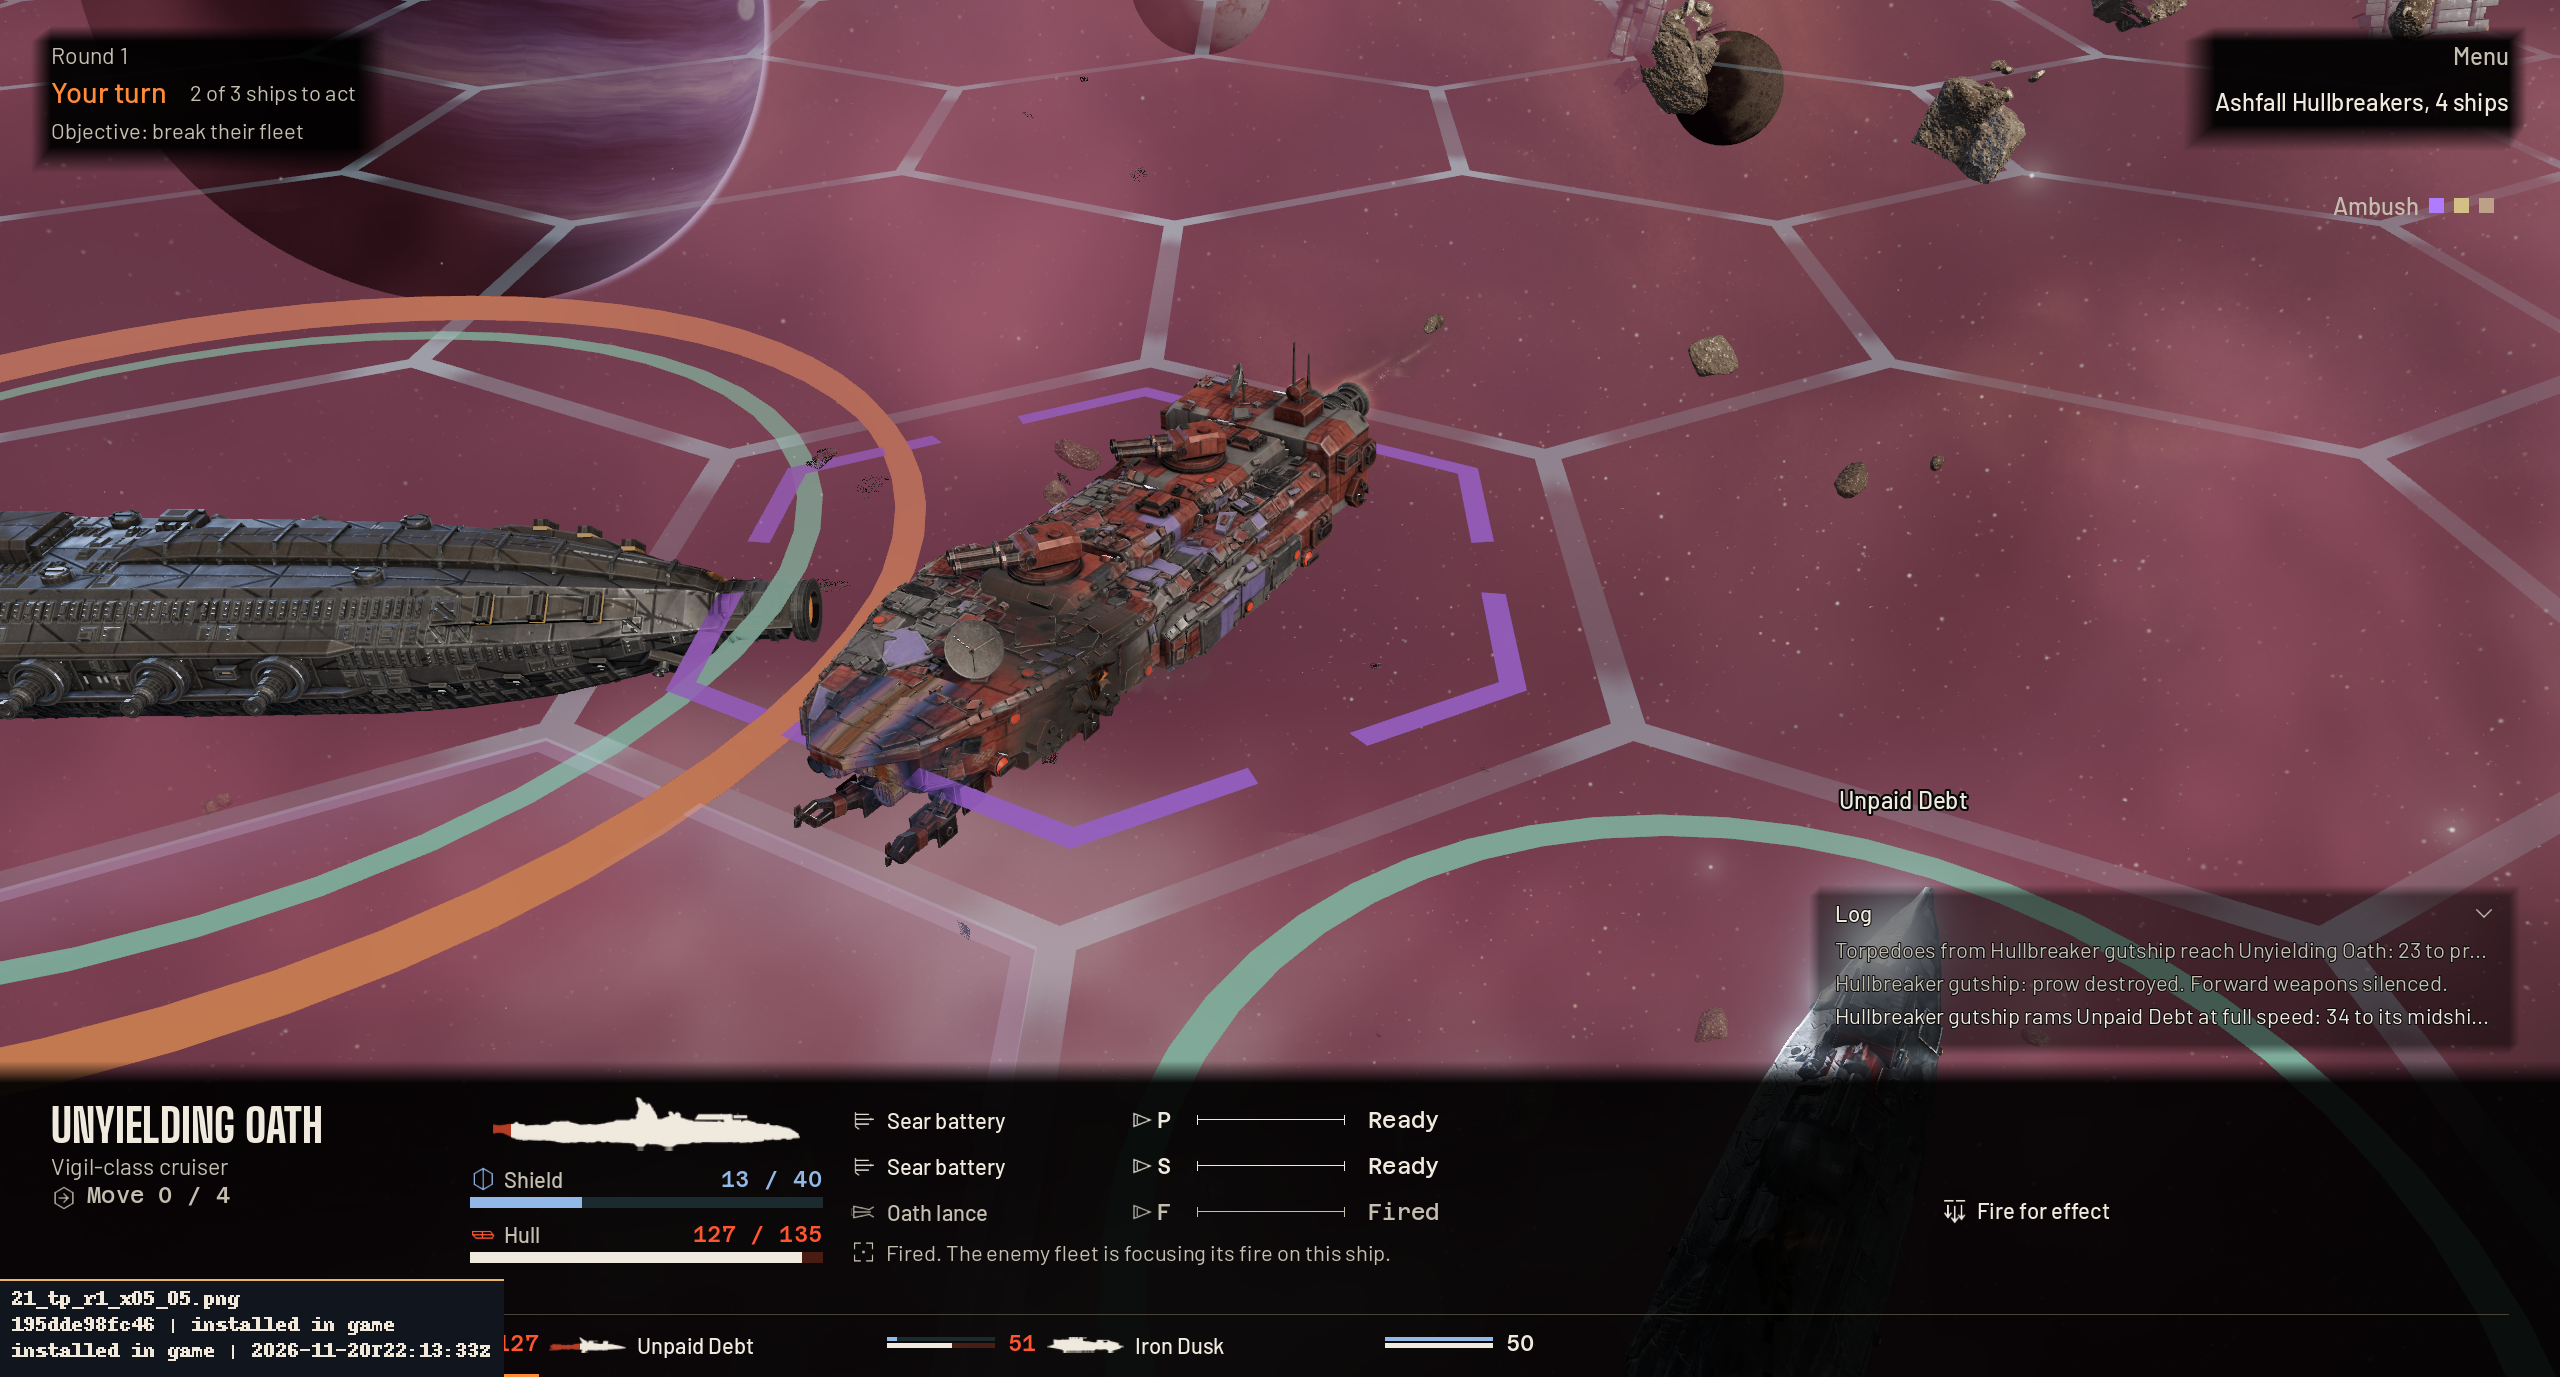 Round 1
Your turn 2 of 3 ships to act
Objective: break their fleet
Menu
Ashfall Hullbreakers, 4 ships
Ambush
Unpaid Debt
Log
Torpedoes from Hullbreaker gutship reach Unyielding Oath: 23 to pr...
Hullbreaker gutship: prow destroyed. Forward weapons silenced.
Hullbreaker gutship rams Unpaid Debt at full speed: 34 to its midshi...
UNYIELDING OATH
Vigil-class cruiser
Move 0 / 4
Shield 13 / 40
Hull 127 / 135
Sear battery P Ready
Sear battery S Ready
Oath lance F Fired
Fired. The enemy fleet is focusing its fire on this ship.
Fire for effect
21_tp_r1_x05_05.png
195dde98fc46 | installed in game
installed in game | 2026-11-20T22:13:33Z
127 Unpaid Debt 51 Iron Dusk 50